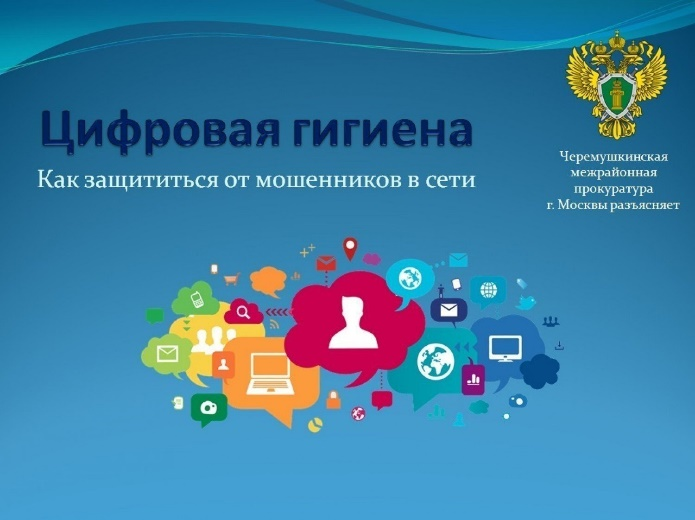 Цифровая гигиена
Как защититься от мошенников в сети
Черемушкинская
межрайонная
прокуратура
г. Москвы разъясняет